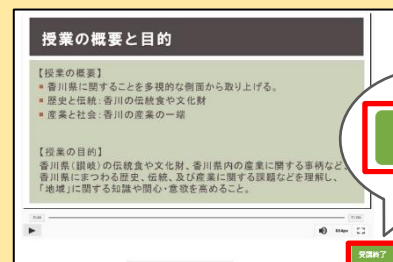 授業の概要と目的
【授業の概要】
▪ 香川県に関することを多視的な側面から取り上げる。
▪ 歴史と伝統:香川の伝統食や文化財
▪ 産業と社会:香川の産業の一端
【授業の目的】
香川県(讃岐)の伝統食や文化財、香川県内の産業に関する事柄など、
香川県にまつわる歴史、伝統、及び産業に関する課題などを理解し、
「地域」に関する知識や関心・意欲を高めること。
受講終了